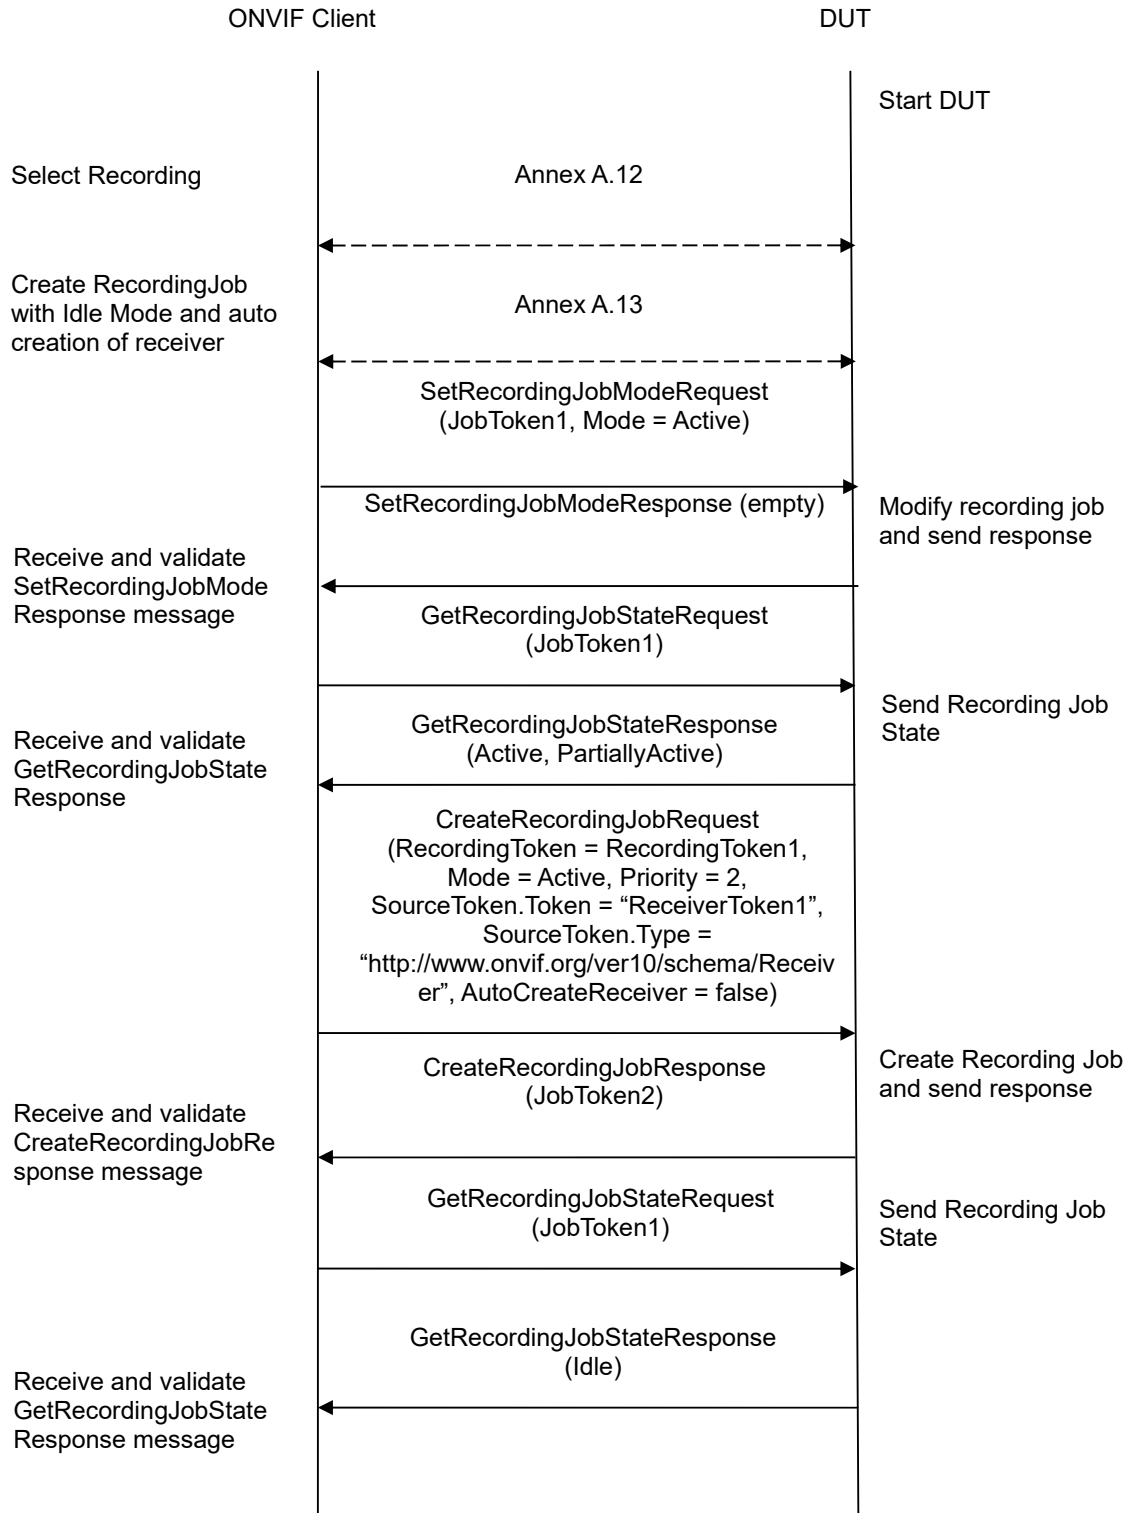 ONVIF Client
DUT
Start DUT
Select Recording
Annex A.12
Create RecordingJob
with Idle Mode and auto
creation of receiver
Annex A.13
SetRecordingJobModeRequest
(JobToken1, Mode = Active)
SetRecordingJobModeResponse (empty)
Modify recording job
and send response
Receive and validate
SetRecordingJobMode
Response message
GetRecordingJobStateRequest
(JobToken1)
Send Recording Job
State
GetRecordingJobStateResponse
(Active, PartiallyActive)
Receive and validate
GetRecordingJobState
Response
CreateRecordingJobRequest
(RecordingToken = RecordingToken1,
Mode = Active, Priority = 2,
SourceToken.Token = “ReceiverToken1”,
SourceToken.Type =
“http://www.onvif.org/ver10/schema/Receiv
er”, AutoCreateReceiver = false)
CreateRecordingJobResponse
(JobToken2)
Create Recording Job
and send response
Receive and validate
CreateRecordingJobRe
sponse message
GetRecordingJobStateRequest
(JobToken1)
Send Recording Job
State
GetRecordingJobStateResponse
(Idle)
Receive and validate
GetRecordingJobState
Response message